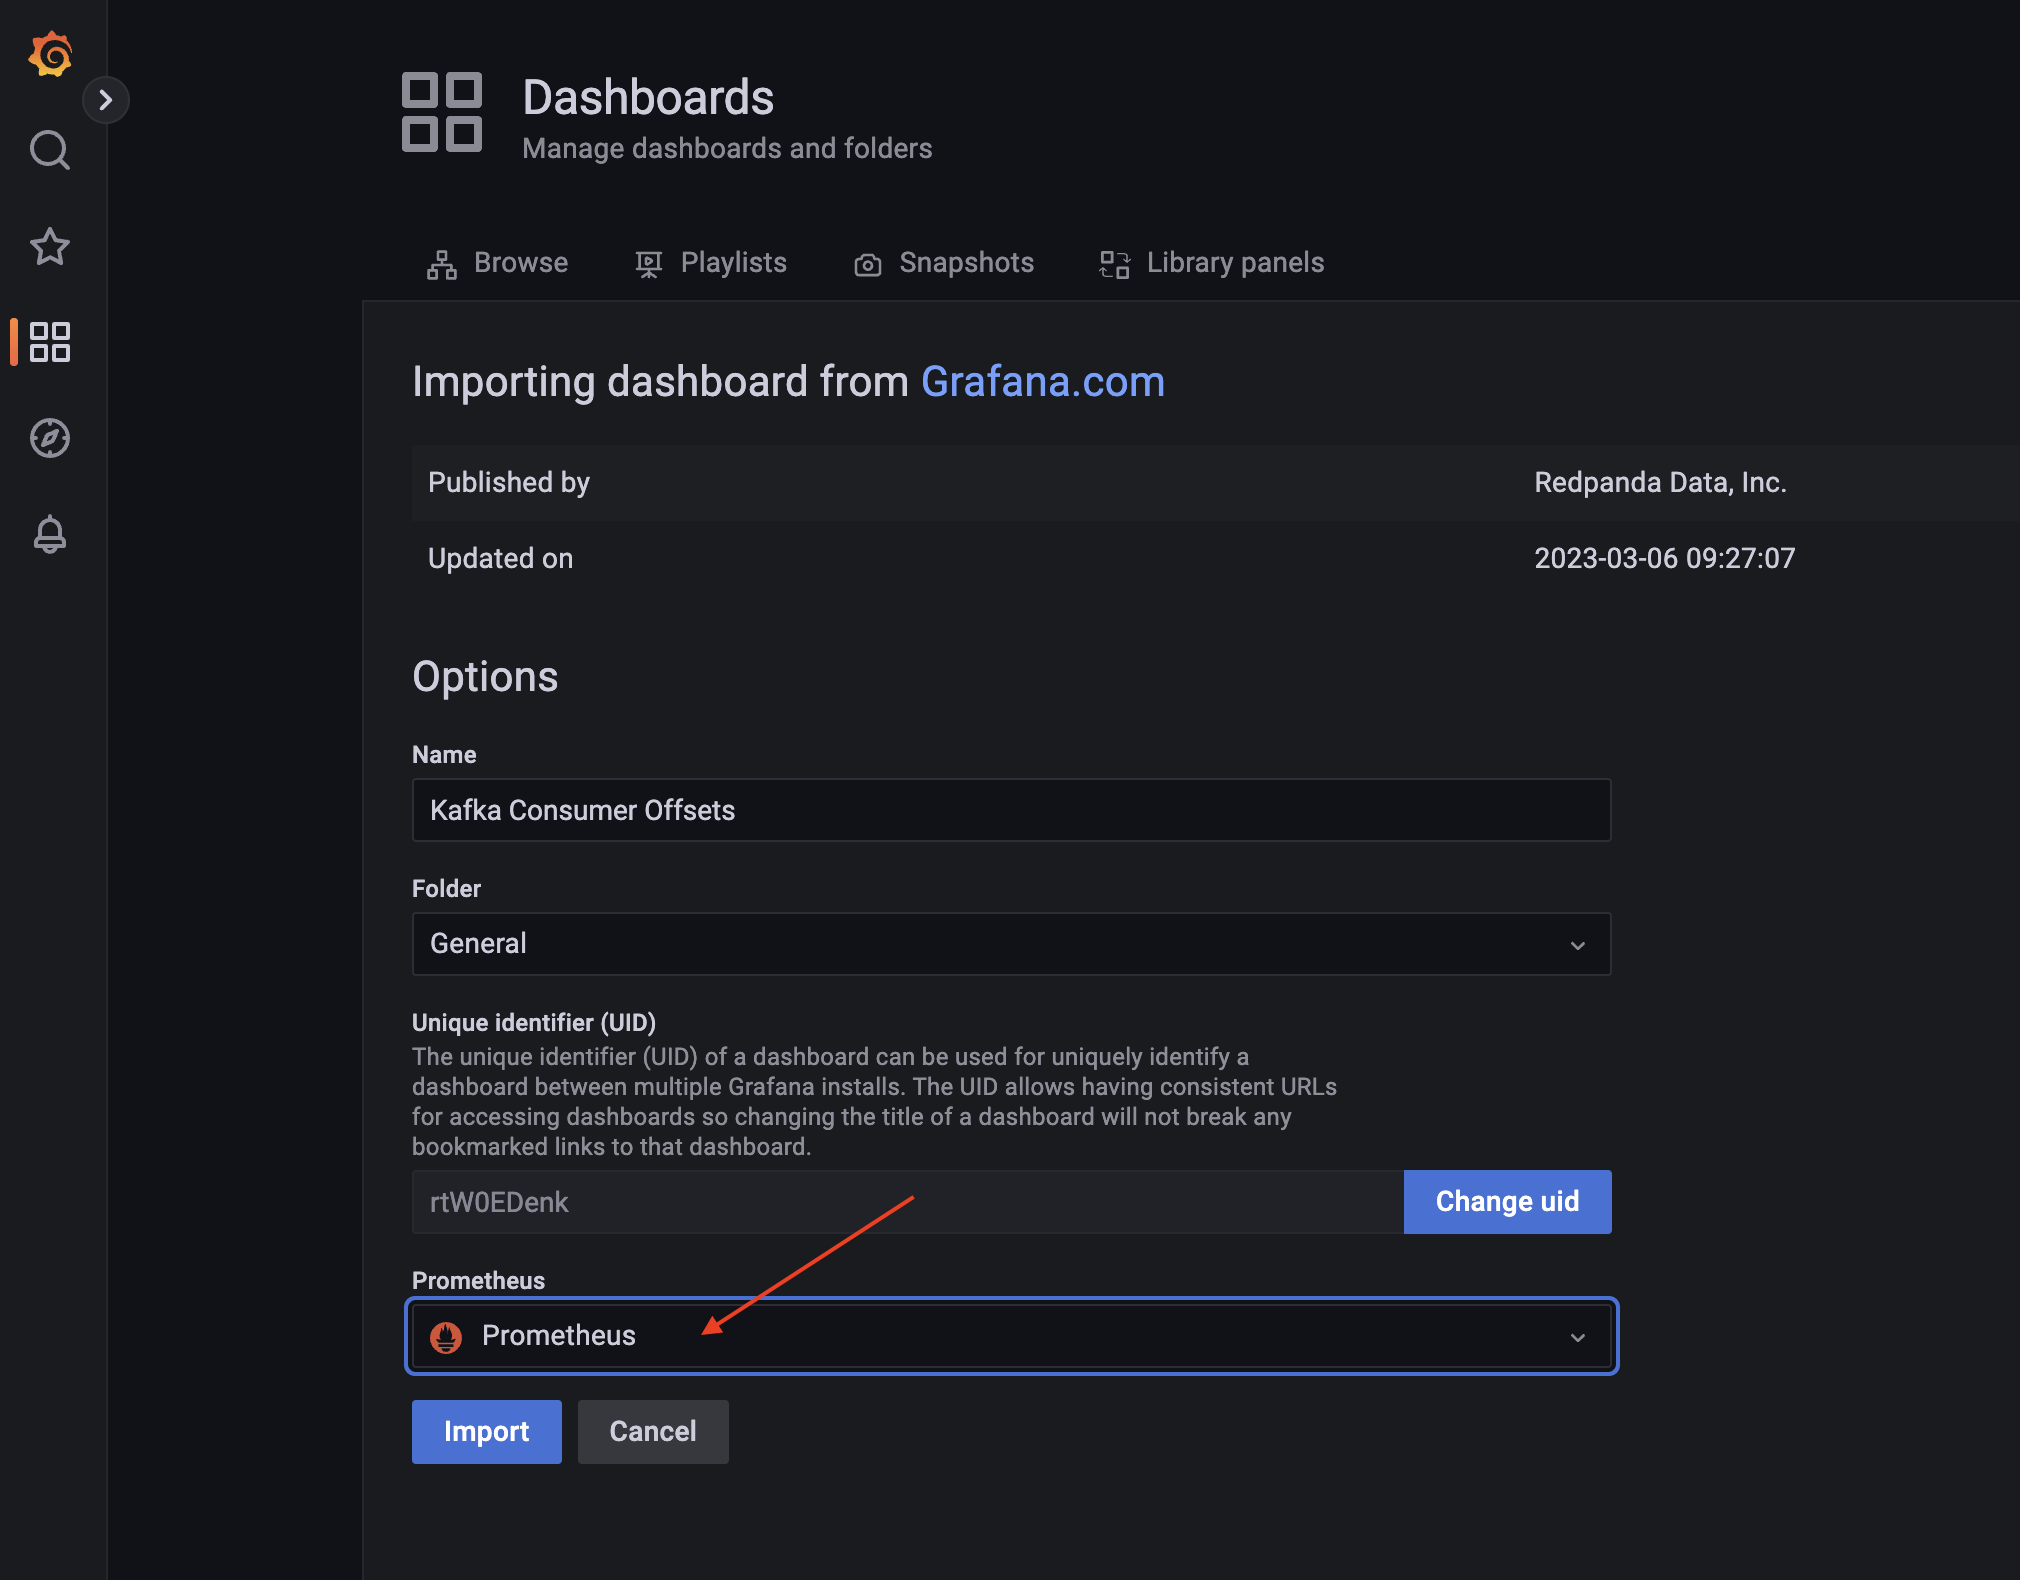 Dashboards
Manage dashboards and folders
Browse
Playlists
Snapshots
Library panels
Importing dashboard from Grafana.com
Published by
Redpanda Data, Inc.
Updated on
2023-03-06 09:27:07
Options
Name
Kafka Consumer Offsets
Folder
General
Unique identifier (UID)
The unique identifier (UID) of a dashboard can be used for uniquely identify a
dashboard between multiple Grafana installs. The UID allows having consistent URLs
for accessing dashboards so changing the title of a dashboard will not break any
bookmarked links to that dashboard.
rtW0EDenk
Change uid
Prometheus
Prometheus
Import
Cancel